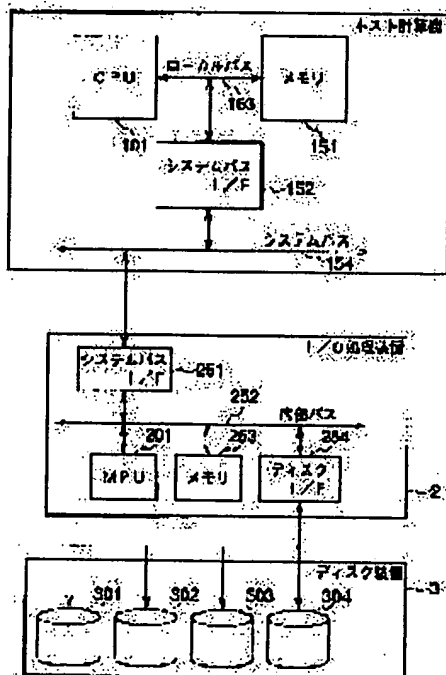 ホスト計算機
CPU
ローカルバス
メモリ
153
101
151
システムバス
I/F
152
システムバス
154
I/O処理装置
システムバス
I/F
251
252
内部バス
201
253
254
MPU
メモリ
ディスク
I/F
2
ディスク装置
3
301
302
303
304